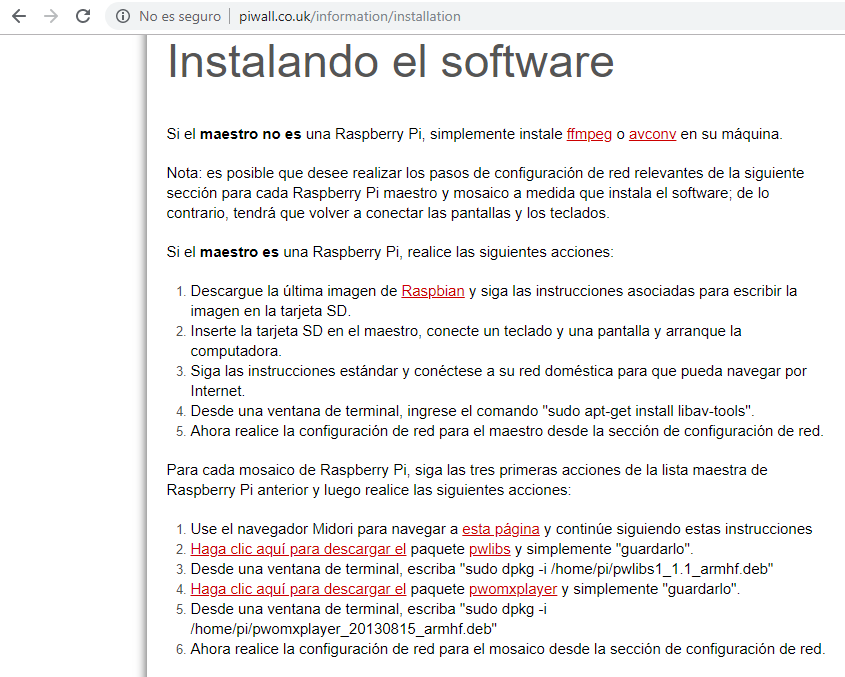 No es seguro | piwall.co.uk/information/installation
Instalando el software
Si el maestro no es una Raspberry Pi, simplemente instale ffmpeg o avconv en su máquina.
Nota: es posible que desee realizar los pasos de configuración de red relevantes de la siguiente
sección para cada Raspberry Pi maestro y mosaico a medida que instala el software; de lo
contrario, tendrá que volver a conectar las pantallas y los teclados.
Si el maestro es una Raspberry Pi, realice las siguientes acciones:
1. Descargue la última imagen de Raspbian y siga las instrucciones asociadas para escribir la
imagen en la tarjeta SD.
2. Inserte la tarjeta SD en el maestro, conecte un teclado y una pantalla y arranque la
computadora.
3. Siga las instrucciones estándar y conéctese a su red doméstica para que pueda navegar por
Internet.
4. Desde una ventana de terminal, ingrese el comando "sudo apt-get install libav-tools".
5. Ahora realice la configuración de red para el maestro desde la sección de configuración de red.
Para cada mosaico de Raspberry Pi, siga las tres primeras acciones de la lista maestra de
Raspberry Pi anterior y luego realice las siguientes acciones:
1. Use el navegador Midori para navegar a esta página y continúe siguiendo estas instrucciones
2. Haga clic aquí para descargar el paquete pwlibs y simplemente "guardarlo".
3. Desde una ventana de terminal, escriba "sudo dpkg -i /home/pi/pwlibs1_1.1_armhf.deb"
4. Haga clic aquí para descargar el paquete pwomxplayer y simplemente "guardarlo".
5. Desde una ventana de terminal, escriba "sudo dpkg -i
/home/pi/pwomxplayer_20130815_armhf.deb"
6. Ahora realice la configuración de red para el mosaico desde la sección de configuración de red.